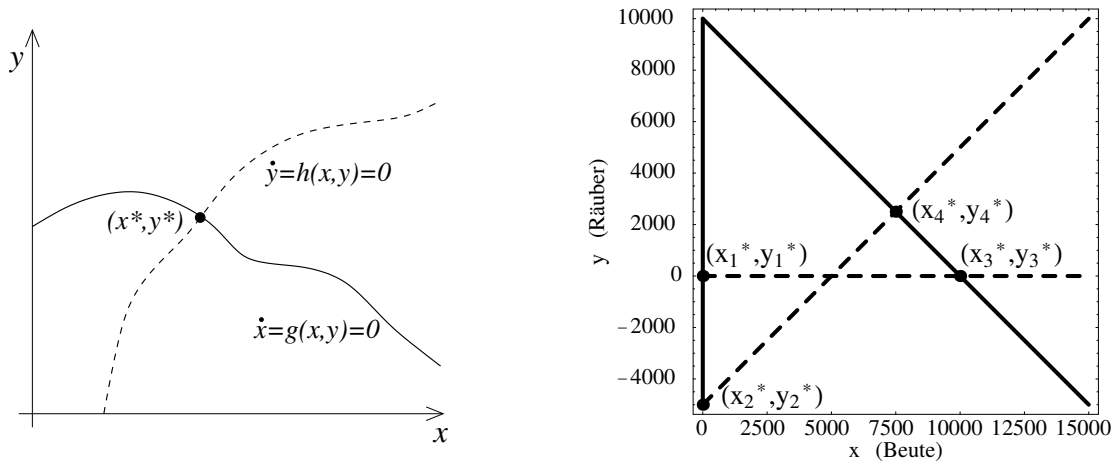 y
ẏ=h(x,y)=0
(x*,y*)
ẋ=g(x,y)=0
x
10000
8000
6000
4000
2000
0
−2000
−4000
y (Räuber)
(x₄*,y₄*)
(x₁*,y₁*)
(x₃*,y₃*)
(x₂*,y₂*)
0 2500 5000 7500 10000 12500 15000
x (Beute)